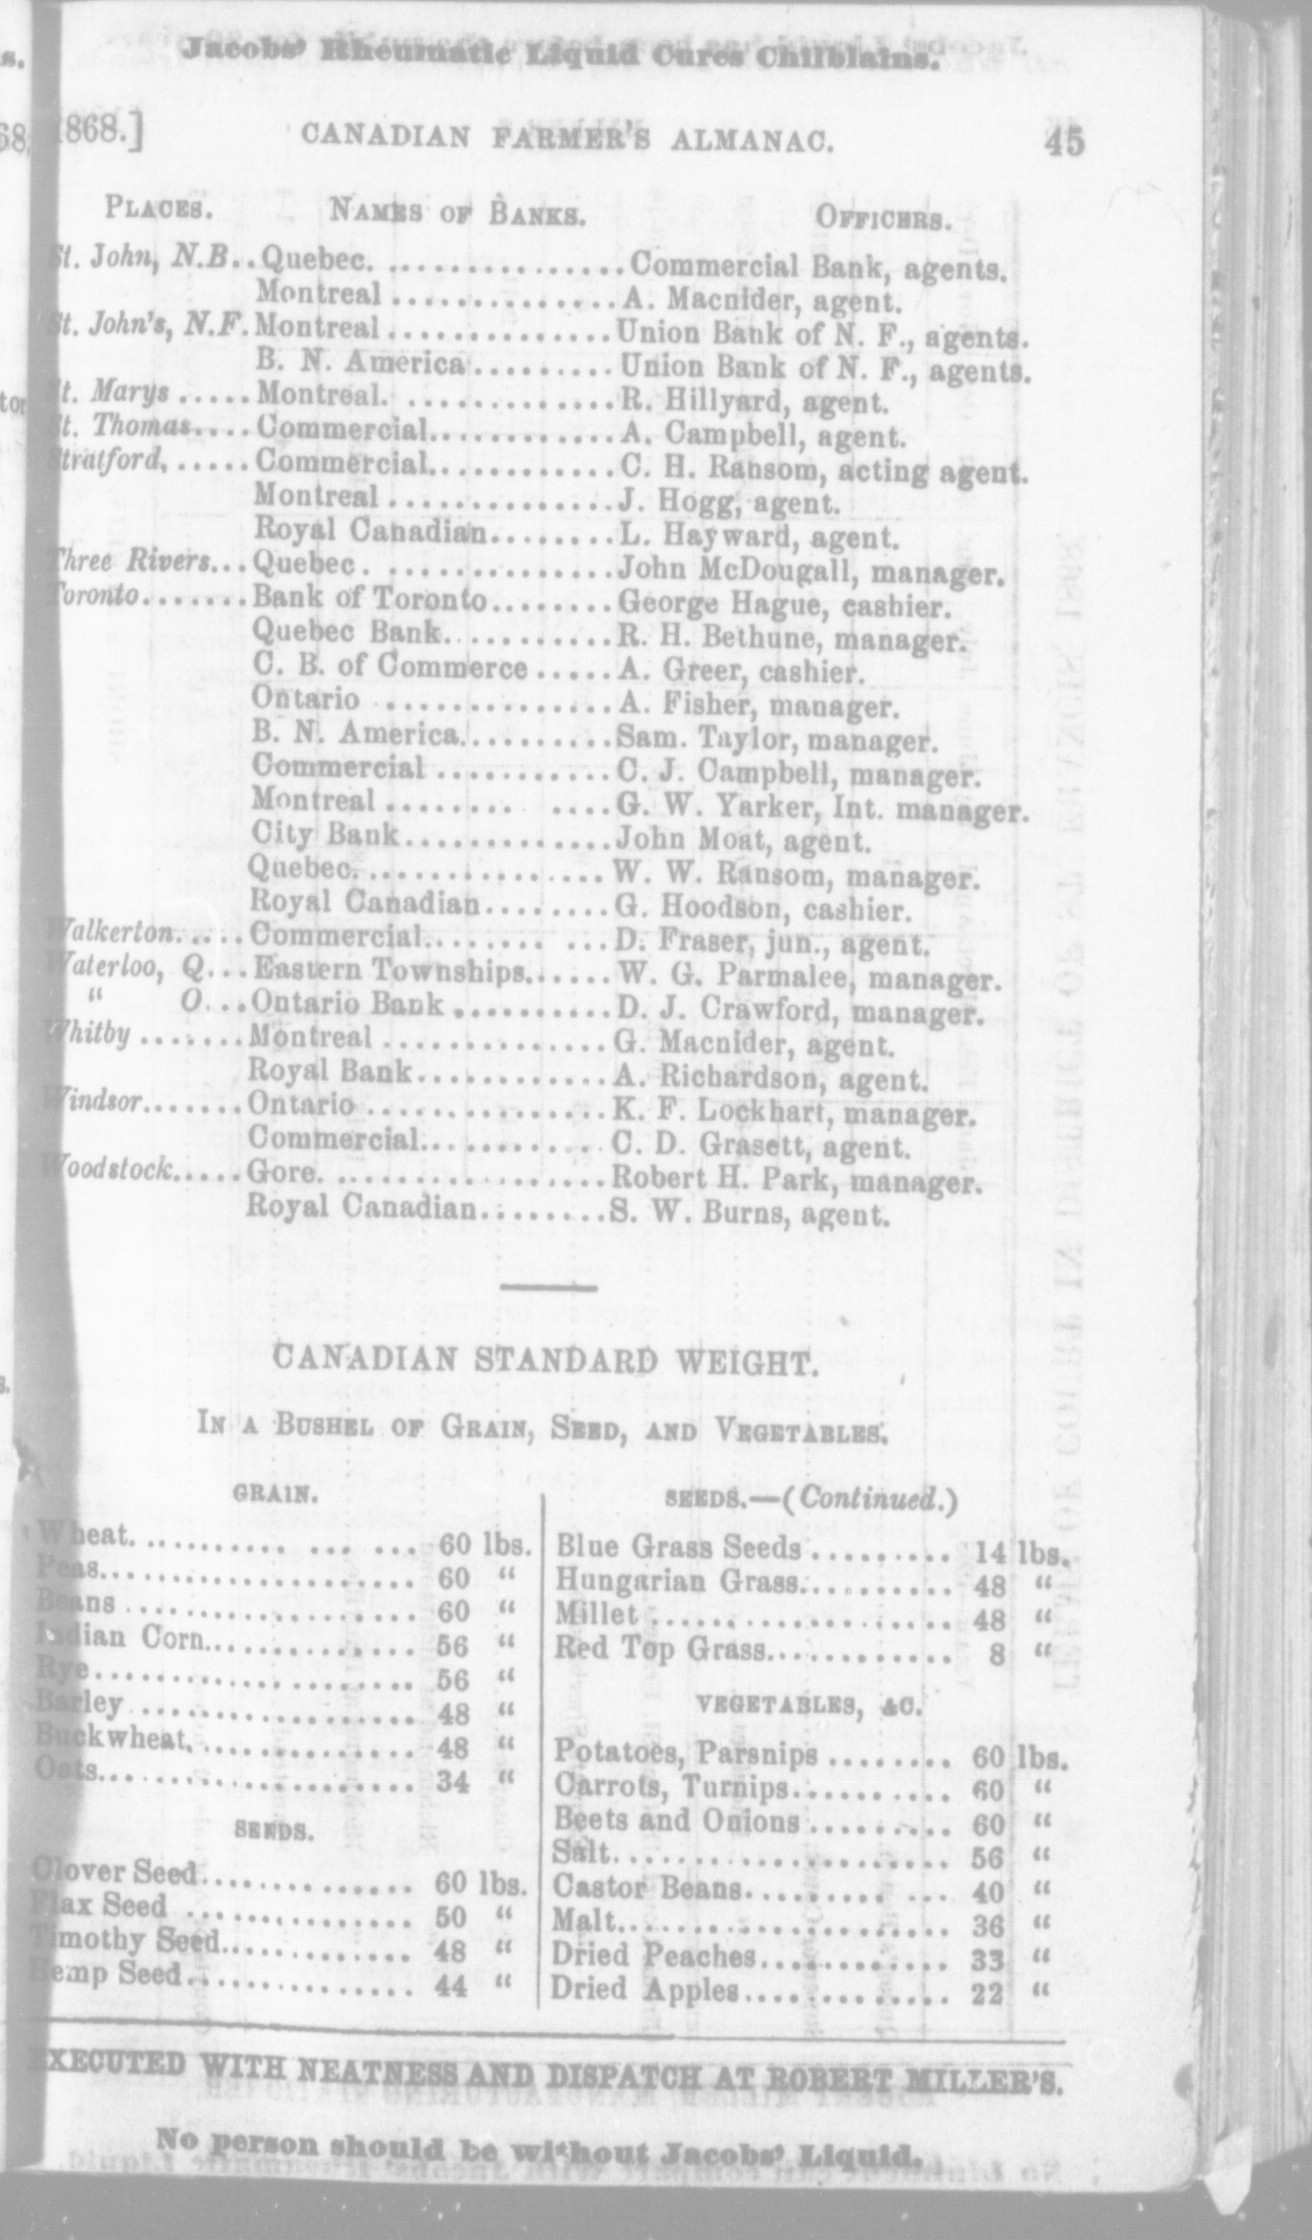 Jacobs' Rheumatic Liquid Cures Chilblains.
1868.] CANADIAN FARMER'S ALMANAC. 45
PLACES. NAMES OF BANKS. OFFICERS.
St. John, N.B.. Quebec. ............... Commercial Bank, agents.
Montreal .............. A. Macnider, agent.
St. John's, N.F. Montreal .............. Union Bank of N. F., agents.
B. N. America ......... Union Bank of N. F., agents.
St. Marys ..... Montreal. ............. R. Hillyard, agent.
St. Thomas.... Commercial............ A. Campbell, agent.
Stratford, ..... Commercial............ C. H. Ransom, acting agent.
Montreal .............. J. Hogg, agent.
Royal Canadian........ L. Hayward, agent.
Three Rivers... Quebec. .............. John McDougall, manager.
Toronto....... Bank of Toronto........ George Hague, cashier.
Quebec Bank........... R. H. Bethune, manager.
C. B. of Commerce ..... A. Greer, cashier.
Ontario .............. A. Fisher, manager.
B. N. America.......... Sam. Taylor, manager.
Commercial ........... C. J. Campbell, manager.
Montreal ........ .... G. W. Yarker, Int. manager.
City Bank............. John Moat, agent.
Quebec................ W. W. Ransom, manager.
Royal Canadian........ G. Hoodson, cashier.
Walkerton..... Commercial........ ... D. Fraser, jun., agent.
Waterloo, Q... Eastern Townships...... W. G. Parmalee, manager.
“ O... Ontario Bank .......... D. J. Crawford, manager.
Whitby ....... Montreal .............. G. Macnider, agent.
Royal Bank............ A. Richardson, agent.
Windsor....... Ontario ............... K. F. Lockhart, manager.
Commercial............ C. D. Grasett, agent.
Woodstock..... Gore. ................. Robert H. Park, manager.
Royal Canadian........ S. W. Burns, agent.
CANADIAN STANDARD WEIGHT.
IN A BUSHEL OF GRAIN, SEED, AND VEGETABLES.
GRAIN.
Wheat. .......... ... ... 60 lbs.
Peas.................... 60 “
Beans .................. 60 “
Indian Corn............. 56 “
Rye..................... 56 “
Barley ................. 48 “
Buckwheat............... 48 “
Oats.................... 34 “
SEEDS.
Clover Seed.............. 60 lbs.
Flax Seed .............. 50 “
Timothy Seed............. 48 “
Hemp Seed............... 44 “
SEEDS.—(Continued.)
Blue Grass Seeds ......... 14 lbs.
Hungarian Grass.......... 48 “
Millet .................. 48 “
Red Top Grass............ 8 “
VEGETABLES, &C.
Potatoes, Parsnips ........ 60 lbs.
Carrots, Turnips.......... 60 “
Beets and Onions ......... 60 “
Salt..................... 56 “
Castor Beans......... ... 40 “
Malt..................... 36 “
Dried Peaches............ 33 “
Dried Apples............. 22 “
EXECUTED WITH NEATNESS AND DISPATCH AT ROBERT MILLER'S.
No person should be without Jacobs' Liquid.